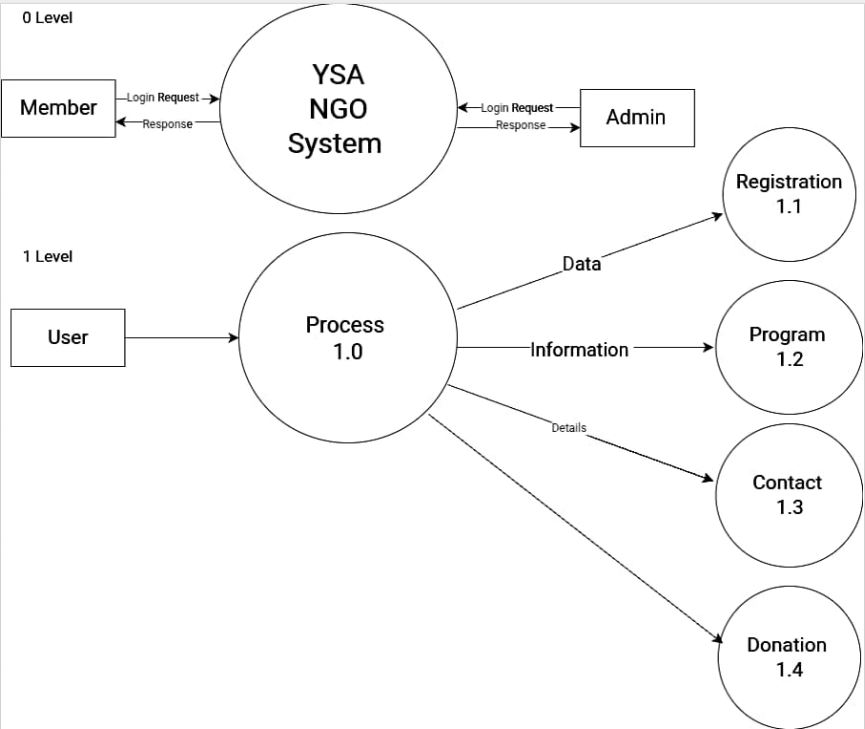 0 Level
YSA
NGO
System
Member
Login Request
Response
Login Request
Response
Admin
Registration
1.1
1 Level
Data
User
Process
1.0
Information
Program
1.2
Details
Contact
1.3
Donation
1.4